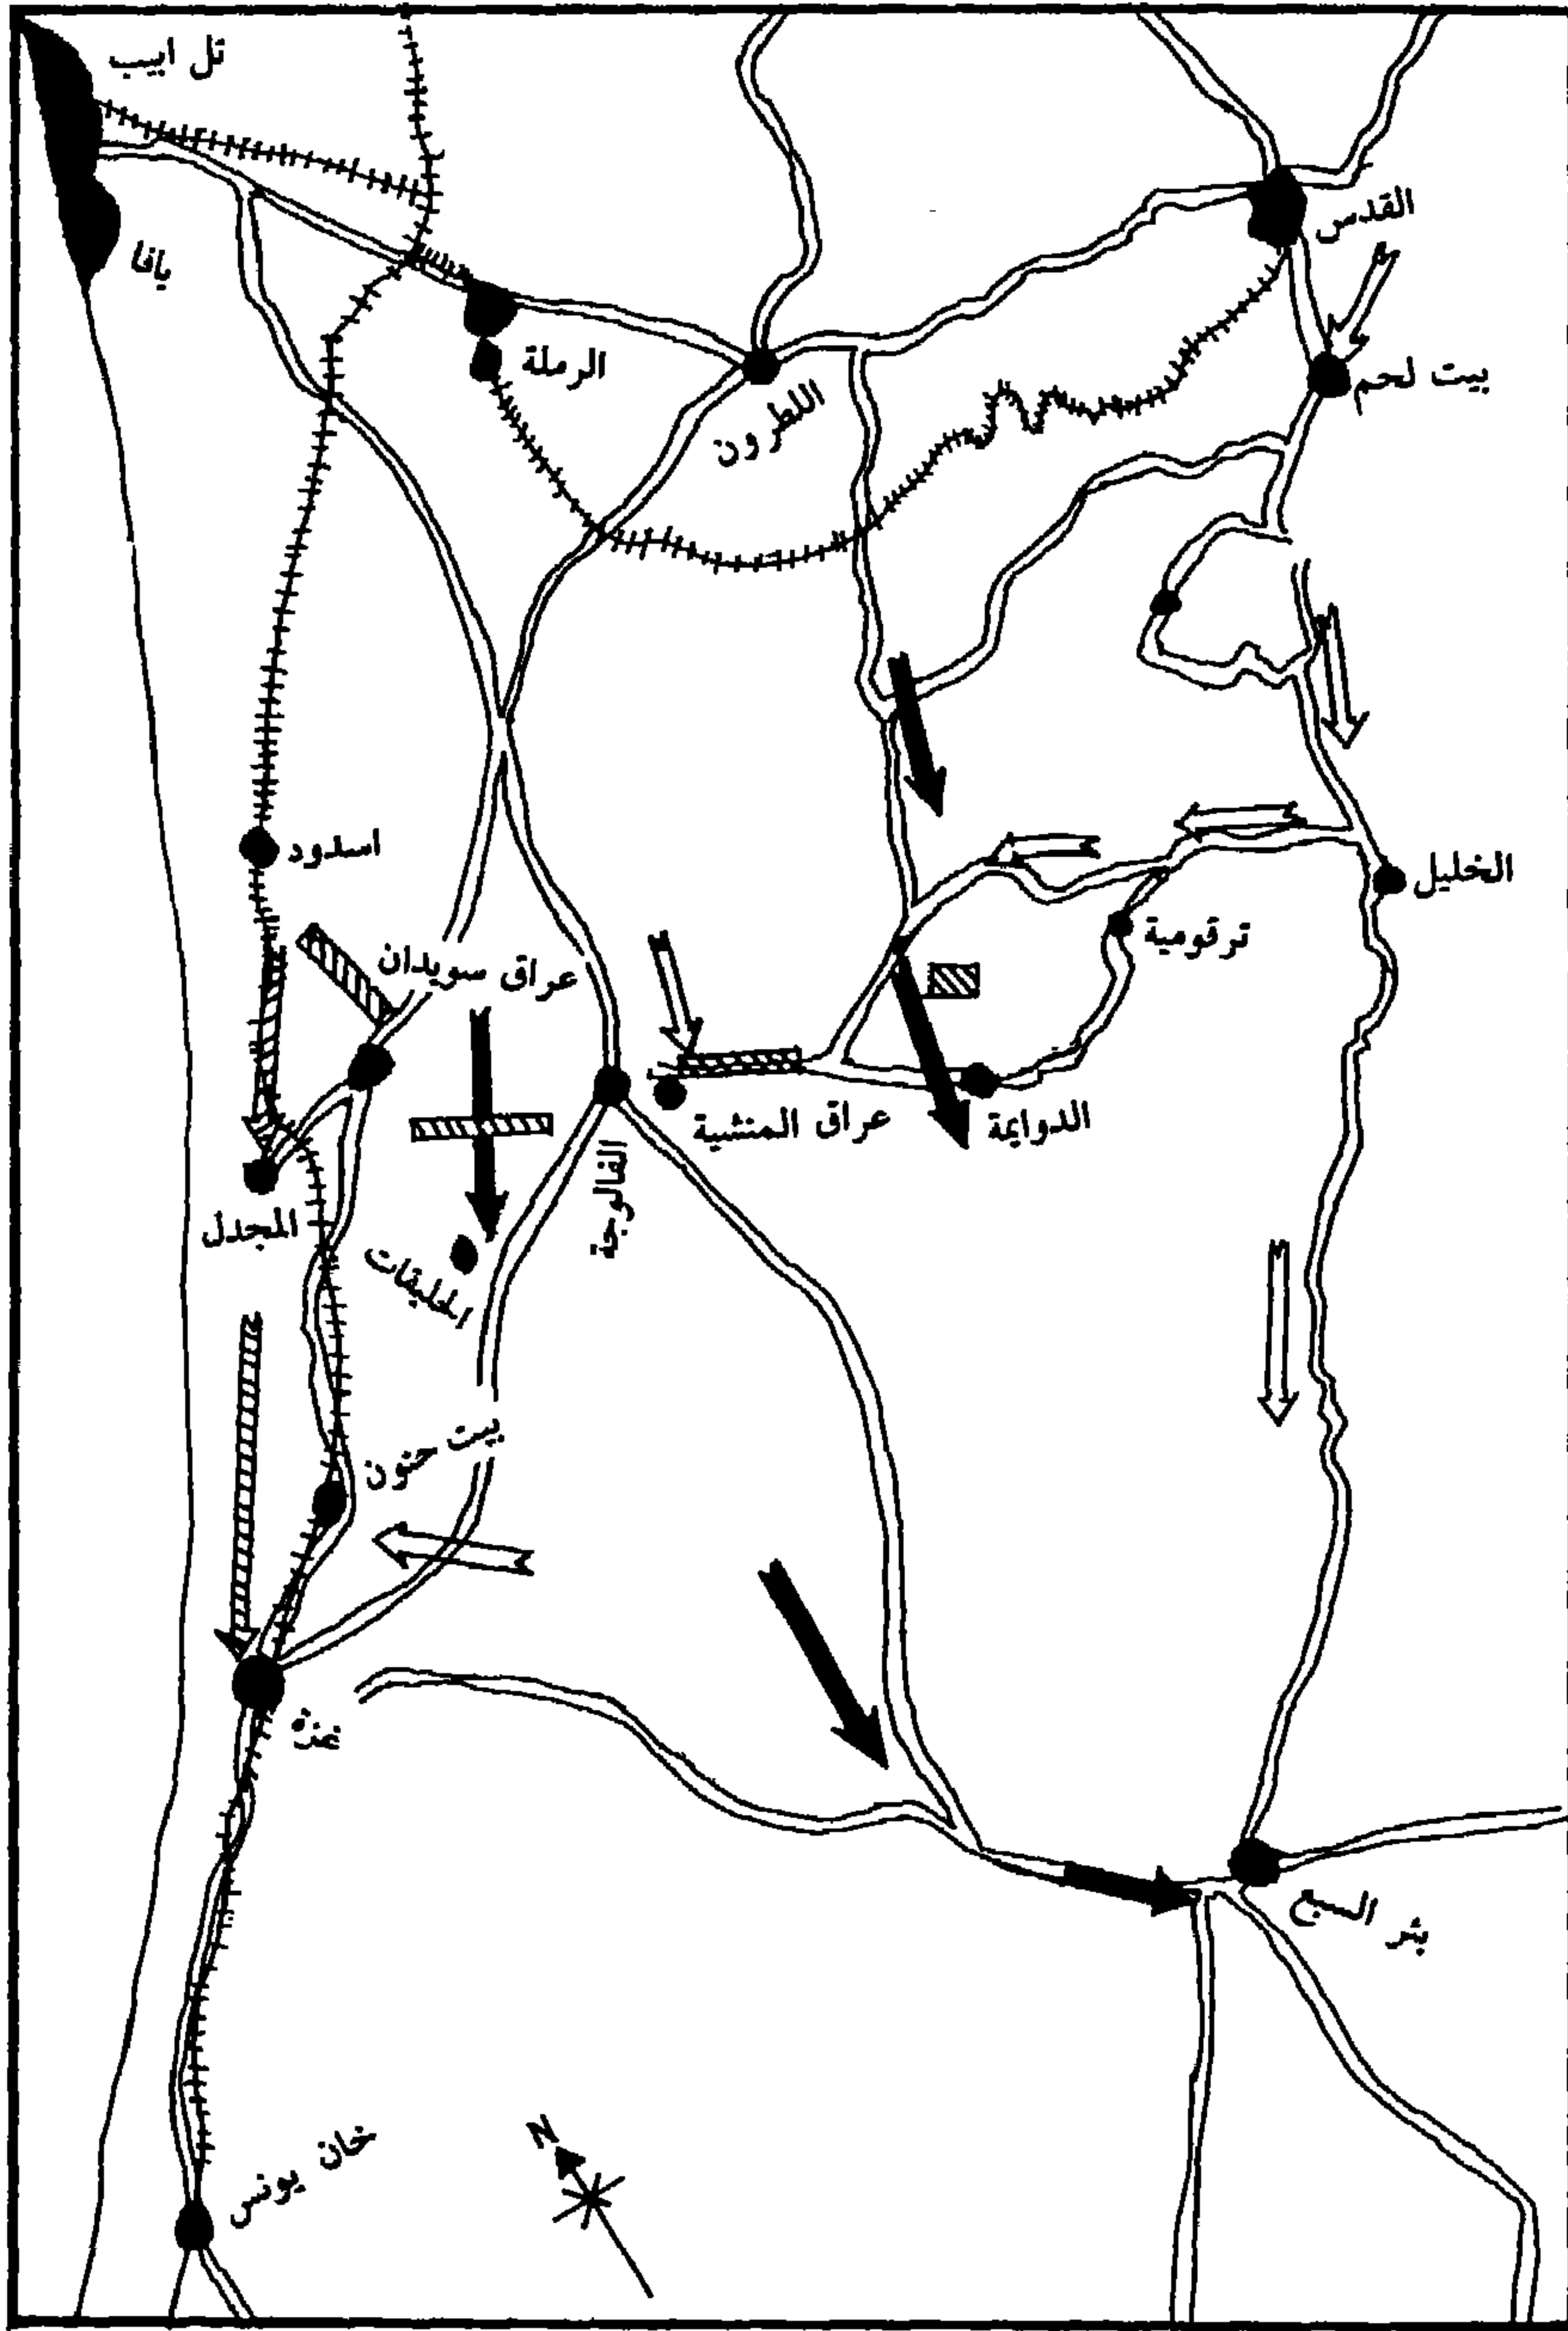 تل ابيب
يافا
القدس
بيت لحم
الرملة
اللطرون
اسدود
الخليل
ترقومية
عراق سويدان
عراق المنشية
الدوايمة
الفالوجة
المجدل
الحليقات
بيت حنون
غزه
بئر السبع
خان يونس
N